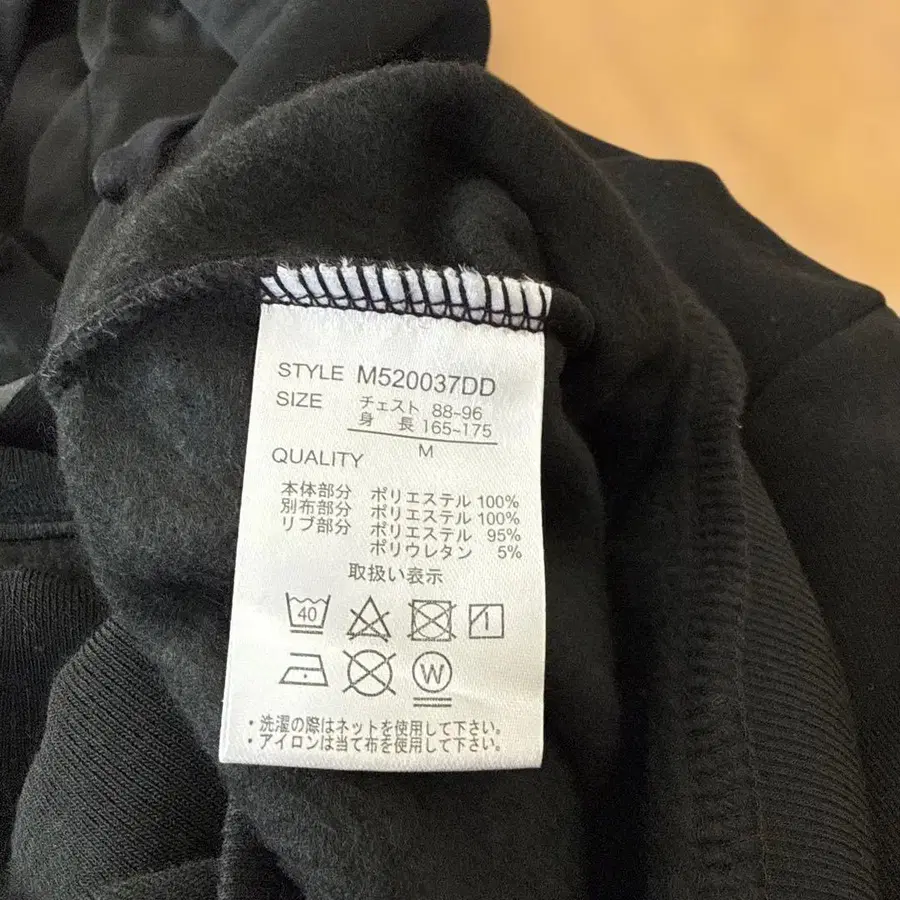 STYLE M520037DD
SIZE チェスト 88-96
身 長 165-175
M
QUALITY
本体部分 ポリエステル 100%
別布部分 ポリエステル 100%
リブ部分 ポリエステル 95%
ポリウレタン 5%
取扱い表示
40
W
・洗濯の際はネットを使用して下さい。
・アイロンは当て布を使用して下さい。